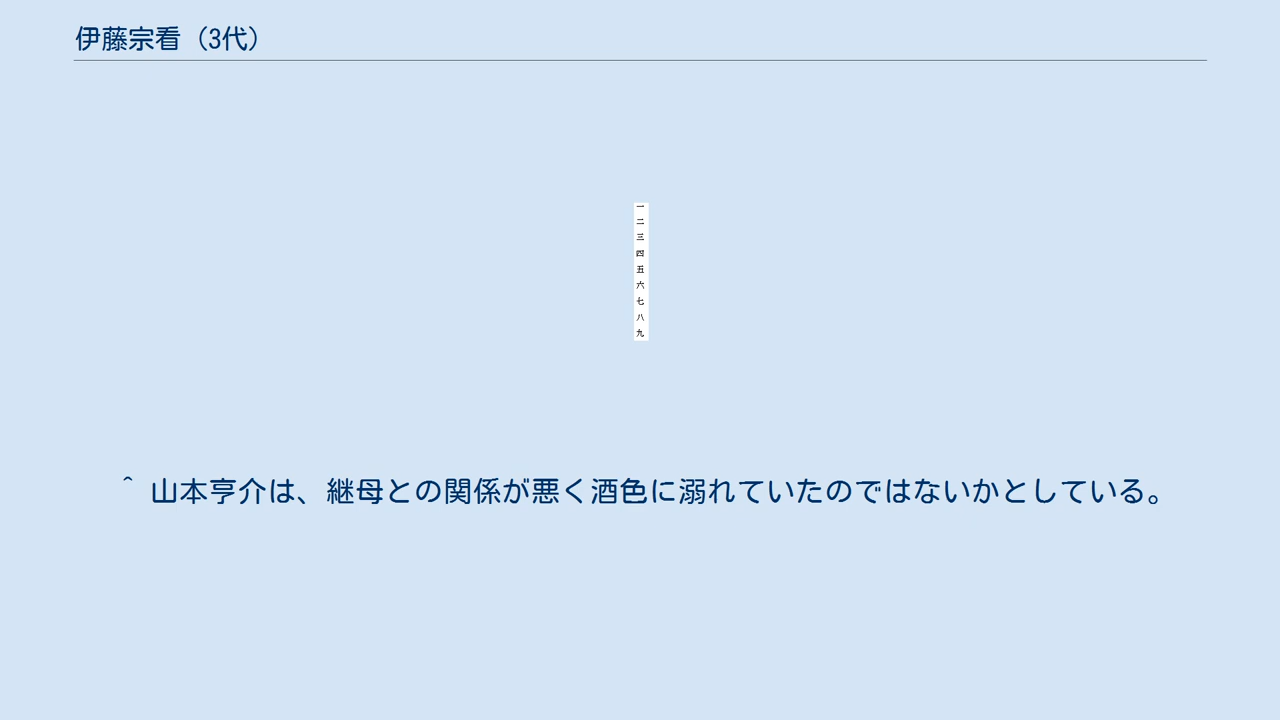 伊藤宗看（3代）
一
二
三
四
五
六
七
八
九
＾ 山本亨介は、継母との関係が悪く酒色に溺れていたのではないかとしている。